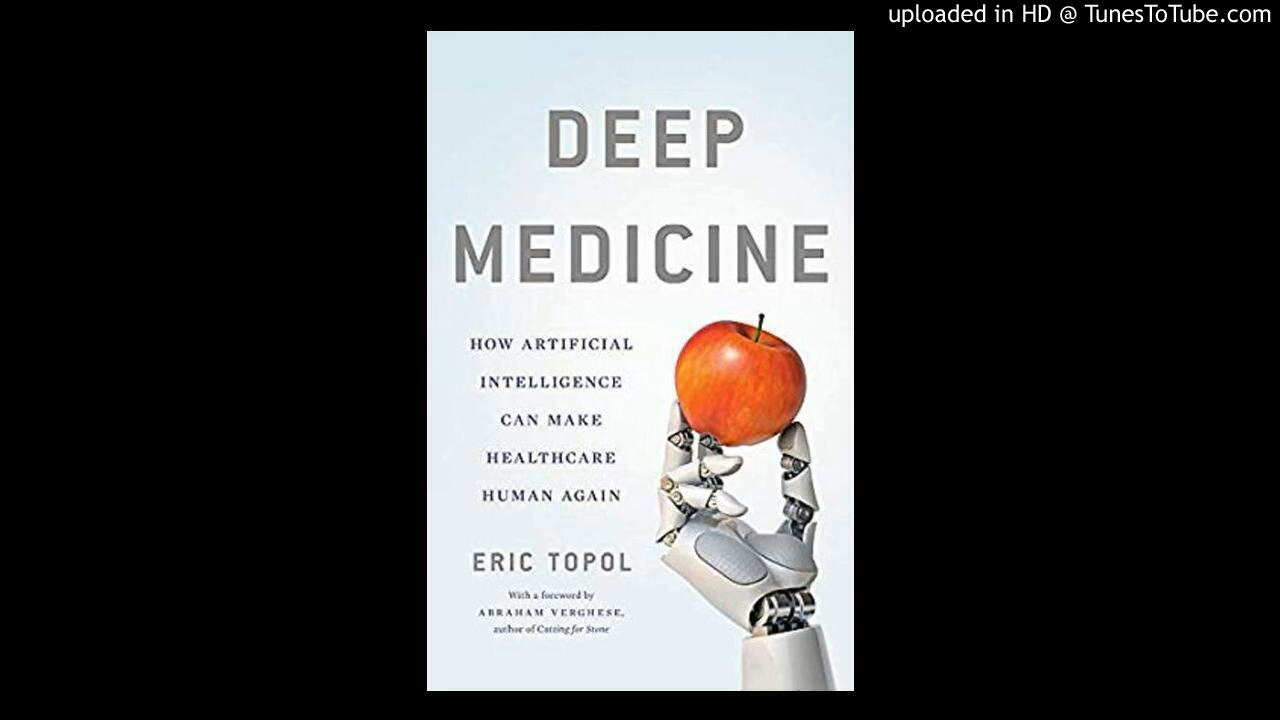 uploaded in HD @ TunesToTube.com
DEEP
MEDICINE
HOW ARTIFICIAL
INTELLIGENCE
CAN MAKE
HEALTHCARE
HUMAN AGAIN
ERIC TOPOL
With a foreword by
ABRAHAM VERGHESE,
author of Cutting for Stone